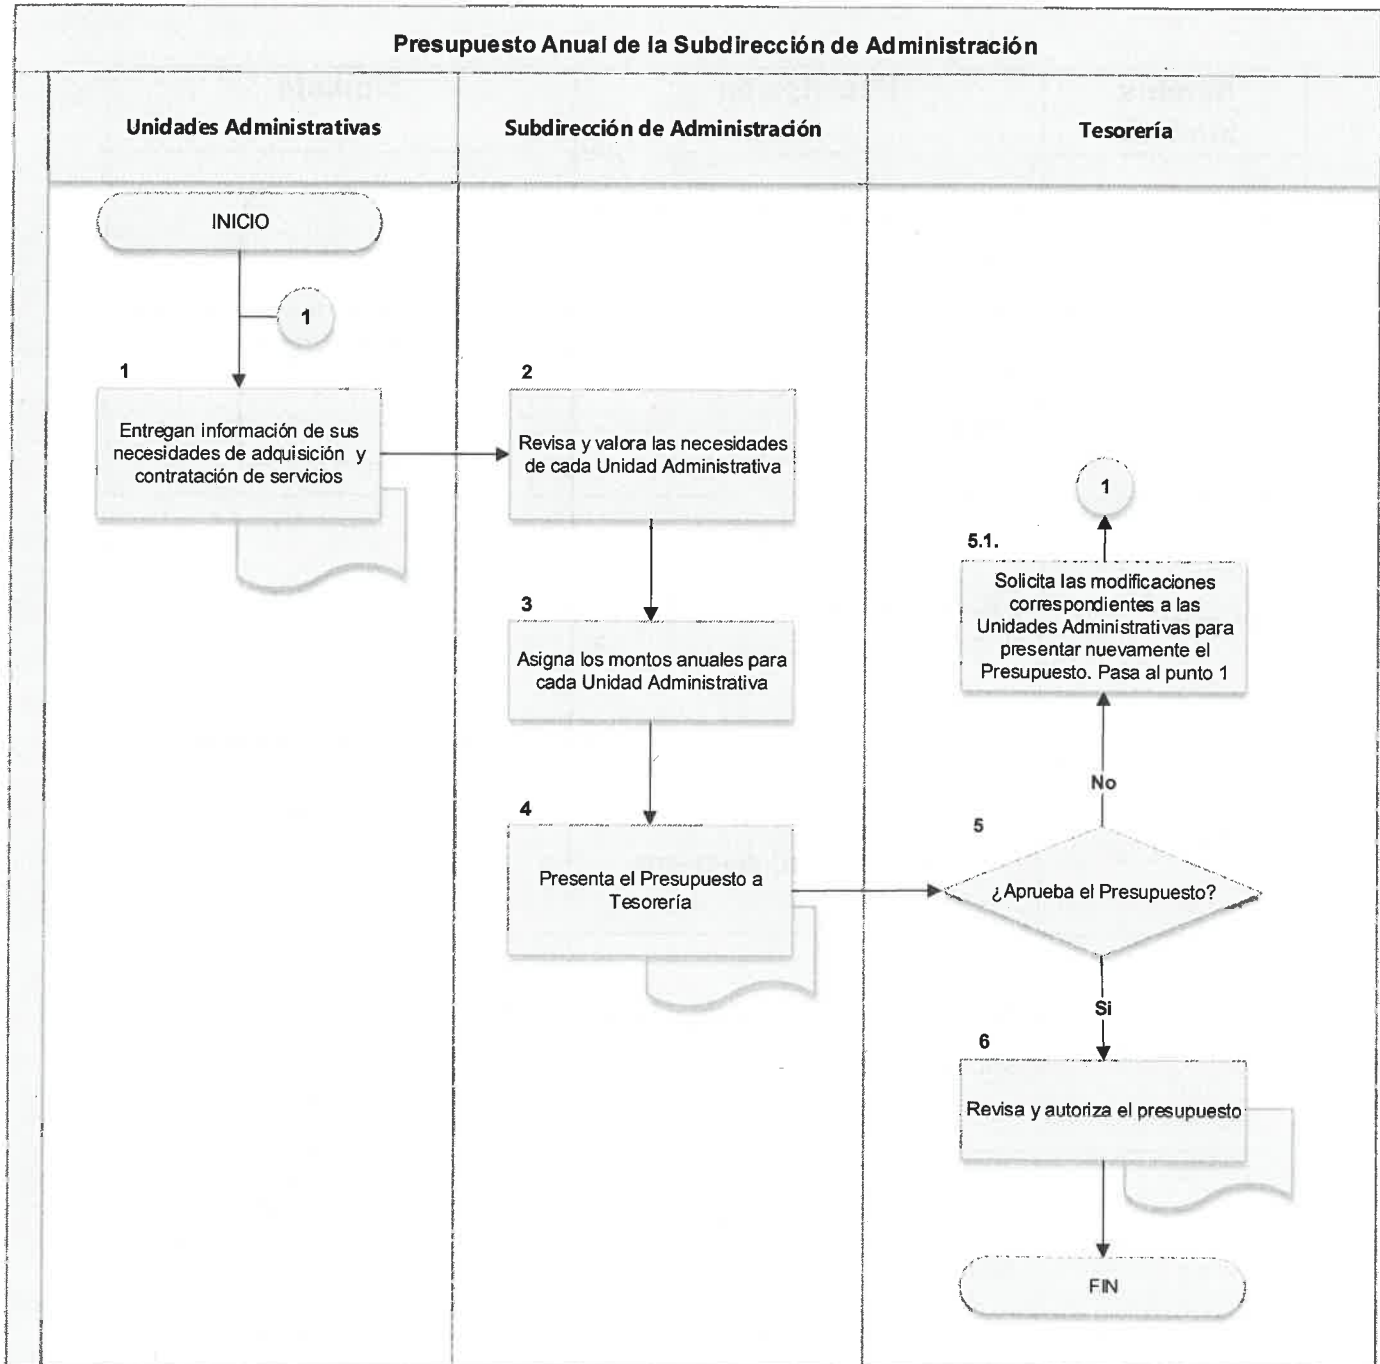 Presupuesto Anual de la Subdirección de Administración
Unidades Administrativas
Subdirección de Administración
Tesorería
INICIO
1
1
Entregan información de sus
necesidades de adquisición y
contratación de servicios
2
Revisa y valora las necesidades
de cada Unidad Administrativa
3
Asigna los montos anuales para
cada Unidad Administrativa
4
Presenta el Presupuesto a
Tesorería
1
5.1.
Solicita las modificaciones
correspondientes a las
Unidades Administrativas para
presentar nuevamente el
Presupuesto. Pasa al punto 1
No
5
¿Aprueba el Presupuesto?
Si
6
Revisa y autoriza el presupuesto
FIN